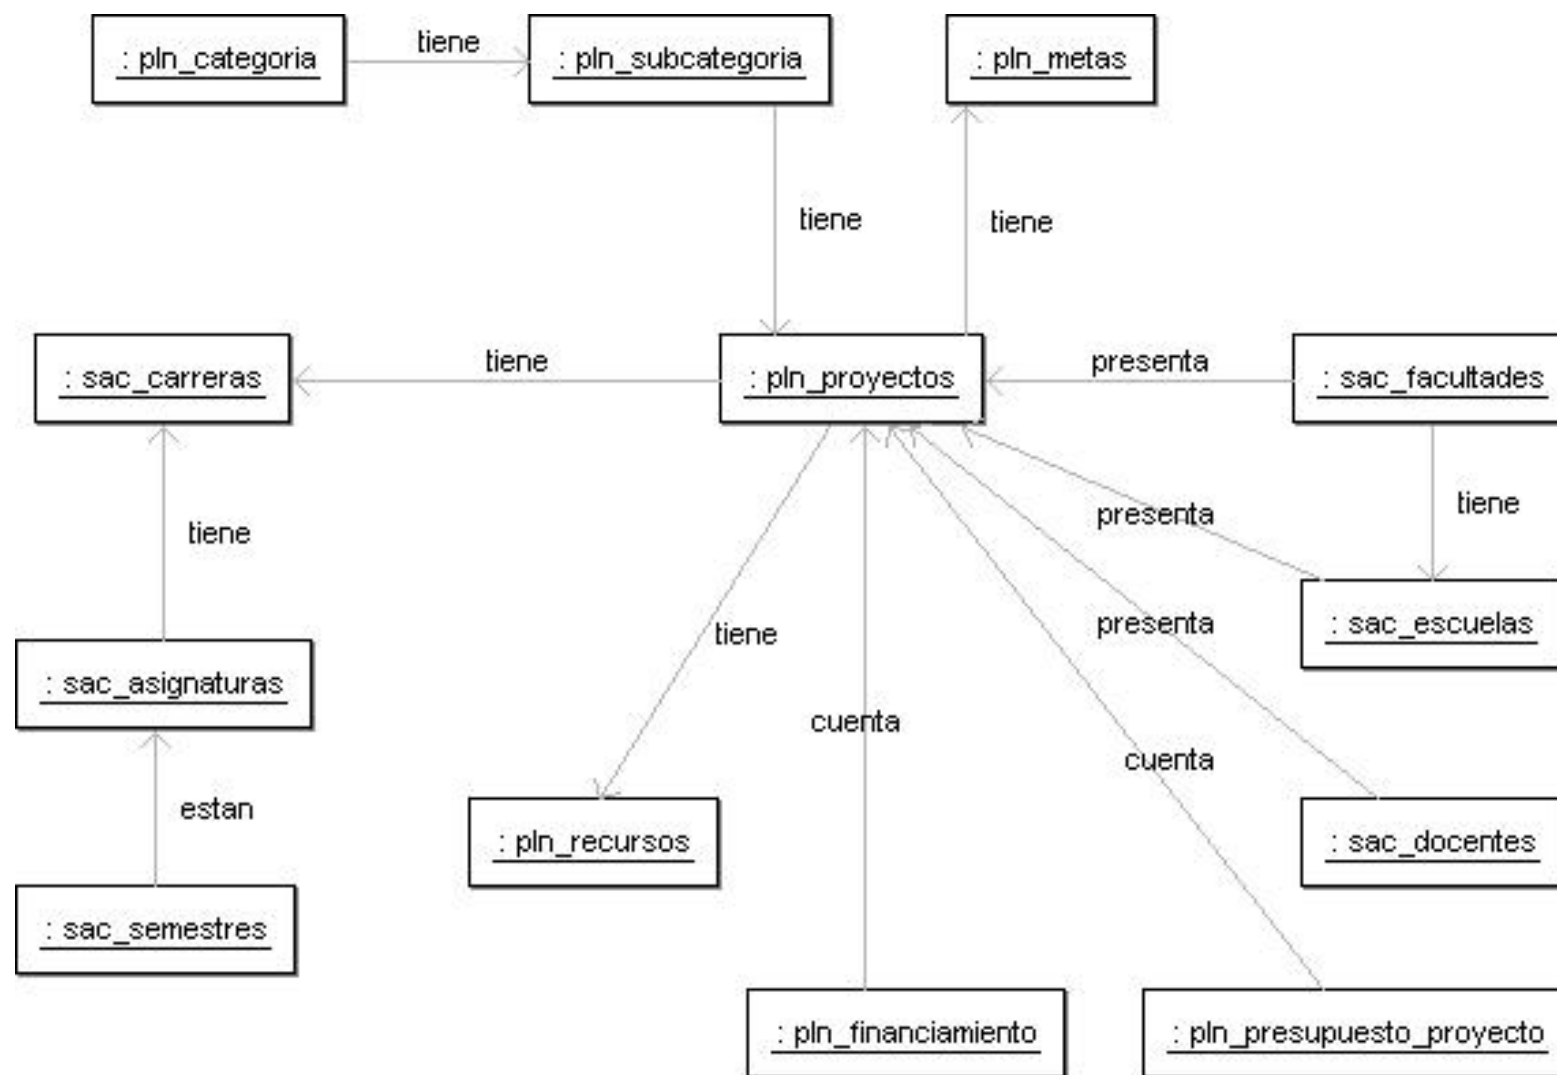 : pln_categoria
tiene
: pln_subcategoria
: pln_metas
tiene
tiene
: sac_carreras
tiene
: pln_proyectos
presenta
: sac_facultades
tiene
presenta
tiene
: sac_escuelas
tiene
presenta
: sac_asignaturas
cuenta
cuenta
estan
: pln_recursos
: sac_docentes
: sac_semestres
: pln_financiamiento
: pln_presupuesto_proyecto